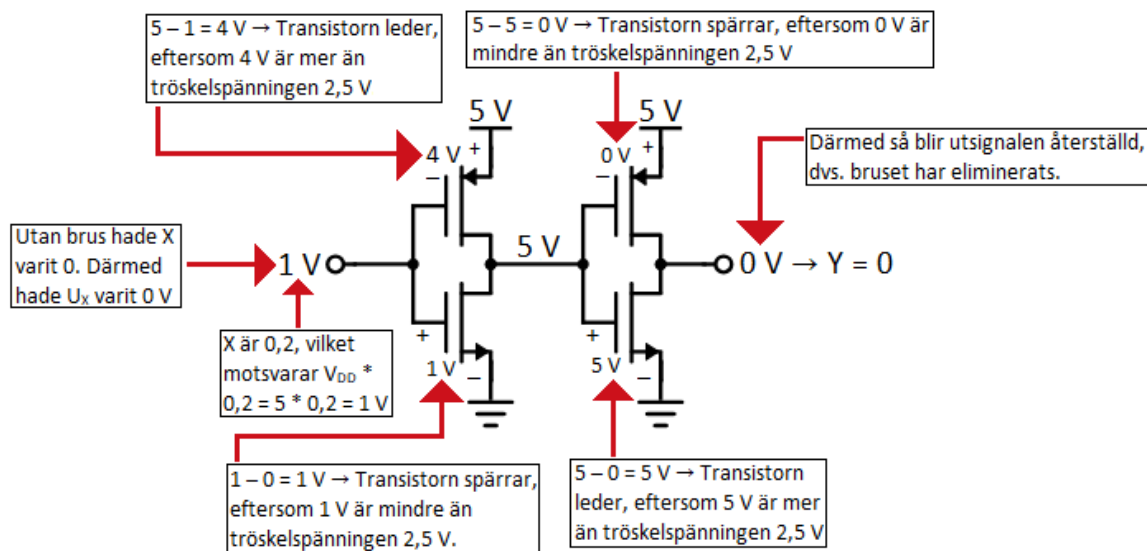 5 – 1 = 4 V → Transistorn leder,
eftersom 4 V är mer än
tröskelspänningen 2,5 V
5 – 5 = 0 V → Transistorn spärrar, eftersom 0 V är
mindre än tröskelspänningen 2,5 V
5 V
5 V
Därmed så blir utsignalen återställd,
dvs. bruset har eliminerats.
4 V
+
–
0 V
+
–
Utan brus hade X
varit 0. Därmed
hade UX varit 0 V
1 V
5 V
0 V → Y = 0
X är 0,2, vilket
motsvarar VDD *
0,2 = 5 * 0,2 = 1 V
+
1 V
–
+
5 V
–
1 – 0 = 1 V → Transistorn spärrar,
eftersom 1 V är mindre än
tröskelspänningen 2,5 V.
5 – 0 = 5 V → Transistorn
leder, eftersom 5 V är mer
än tröskelspänningen 2,5 V